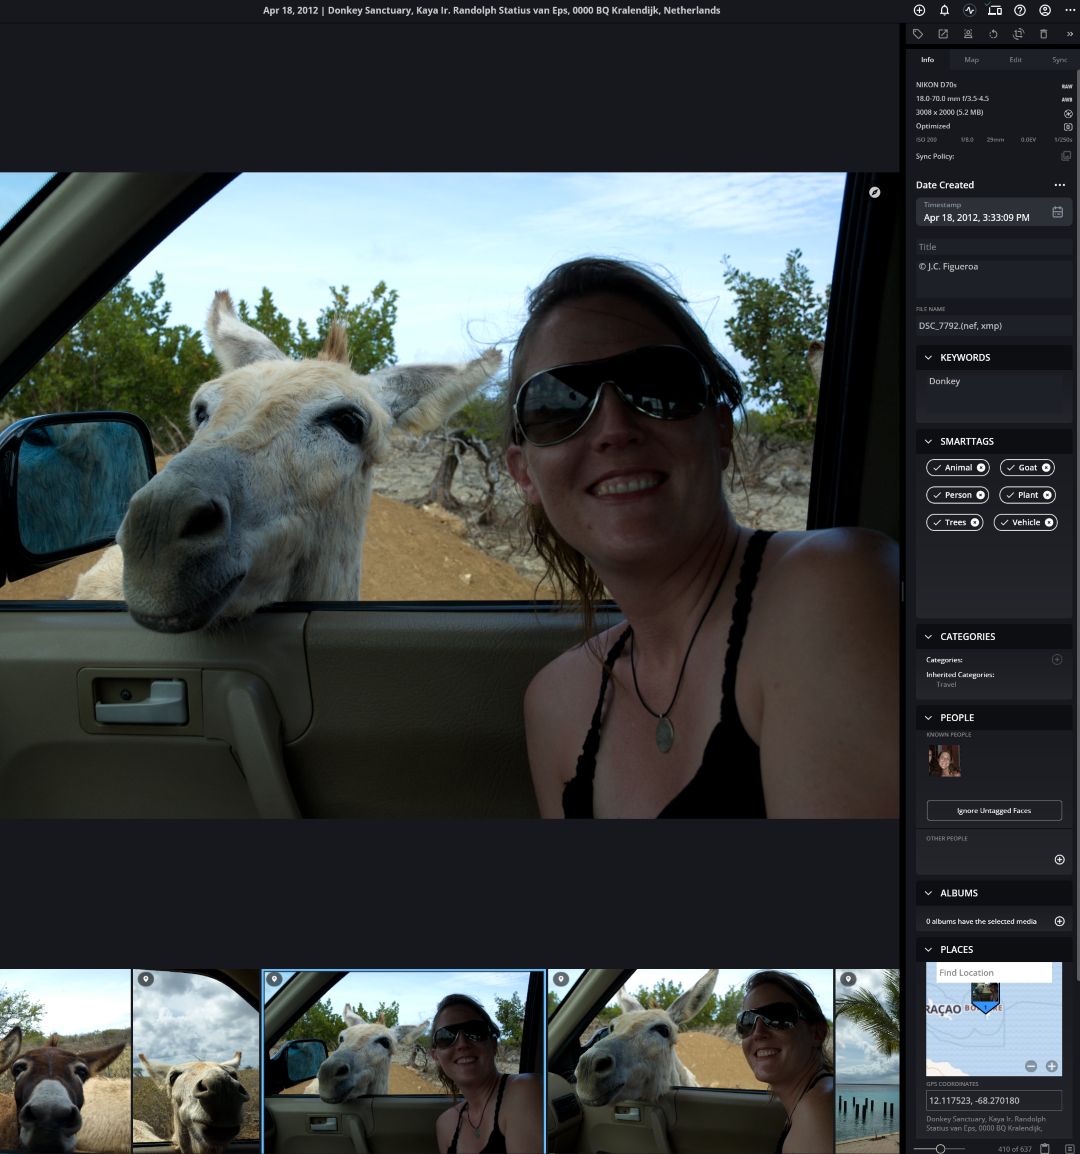 Apr 18, 2012 | Donkey Sanctuary, Kaya Ir. Randolph Statius van Eps, 0000 BQ Kralendijk, Netherlands
Info Map Edit Sync
NIKON D70s RAW
18.0-70.0 mm f/3.5-4.5 AWB
3008 x 2000 (5.2 MB)
Optimized
ISO 200 f/8.0 29mm 0.0EV 1/250s
Sync Policy:
Date Created
Timestamp
Apr 18, 2012, 3:33:09 PM
Title
© J.C. Figueroa
FILE NAME
DSC_7792.(nef, xmp)
KEYWORDS
Donkey
SMARTTAGS
Animal Goat
Person Plant
Trees Vehicle
CATEGORIES
Categories:
Inherited Categories:
Travel
PEOPLE
KNOWN PEOPLE
Ignore Untagged Faces
OTHER PEOPLE
ALBUMS
0 albums have the selected media
PLACES
Find Location
RAÇAO
GPS COORDINATES
12.117523, -68.270180
Donkey Sanctuary, Kaya Ir. Randolph
Statius van Eps, 0000 BQ Kralendijk,
410 of 637